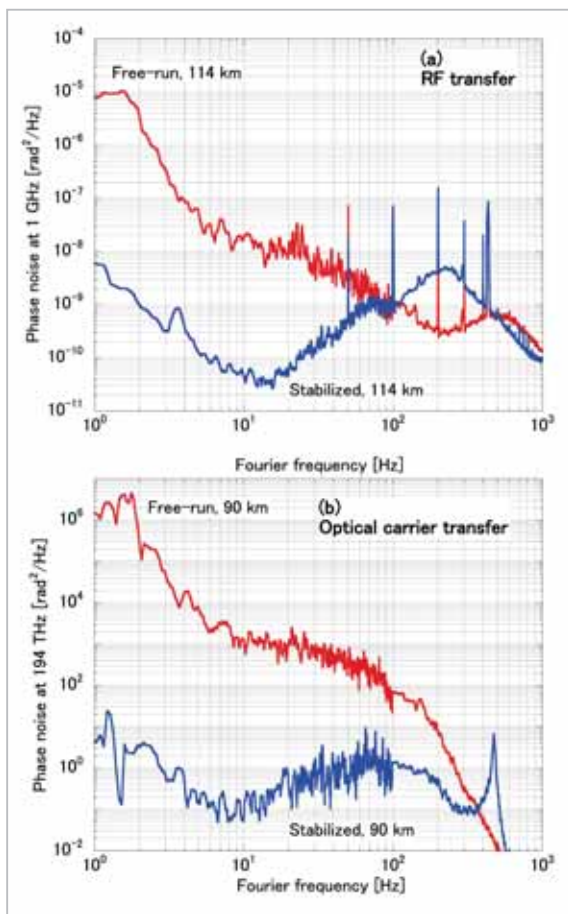 10⁻⁴
Free-run, 114 km
(a)
RF transfer
10⁻⁵
10⁻⁶
10⁻⁷
10⁻⁸
10⁻⁹
10⁻¹⁰
10⁻¹¹
Phase noise at 1 GHz [rad²/Hz]
Stabilized, 114 km
10⁰ 10¹ 10² 10³
Fourier frequency [Hz]
Free-run, 90 km
(b)
Optical carrier transfer
10⁶
10⁴
10²
10⁰
10⁻²
Phase noise at 194 THz [rad²/Hz]
Stabilized, 90 km
10⁰ 10¹ 10² 10³
Fourier frequency [Hz]